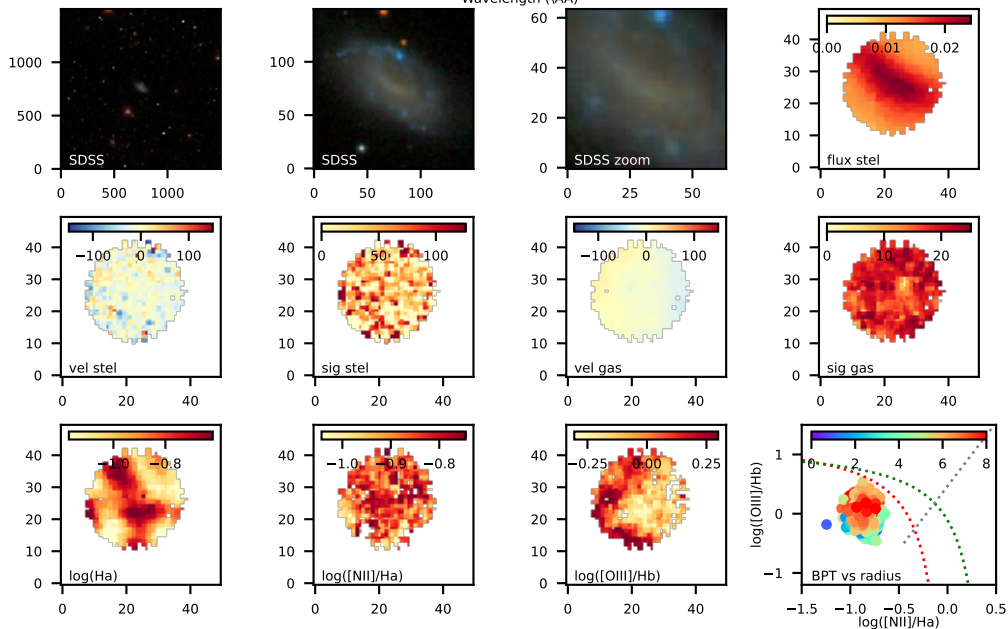 Wavelength (\AA)
SDSS
SDSS
SDSS zoom
flux stel
0.00 0.01 0.02
0 500 1000 1500
0 500 1000
0 50 100 150
0 50 100
0 20 40 60
0 25 50
0 10 20 30 40
0 20 40
vel stel
−100 0 100
sig stel
0 50 100
vel gas
−100 0 100
sig gas
0 10 20
0 10 20 30 40
0 20 40
0 10 20 30 40
0 20 40
0 10 20 30 40
0 20 40
0 10 20 30 40
0 20 40
log(Ha)
−1.0 −0.8
log([NII]/Ha)
−1.0 −0.9 −0.8
log([OIII]/Hb)
−0.25 0.00 0.25
BPT vs radius
0 2 4 6 8
0 10 20 30 40
0 20 40
0 10 20 30 40
0 20 40
0 10 20 30 40
0 20 40
log([OIII]/Hb)
−1 0 1
−1.5 −1.0 −0.5 0.0 0.5
log([NII]/Ha)